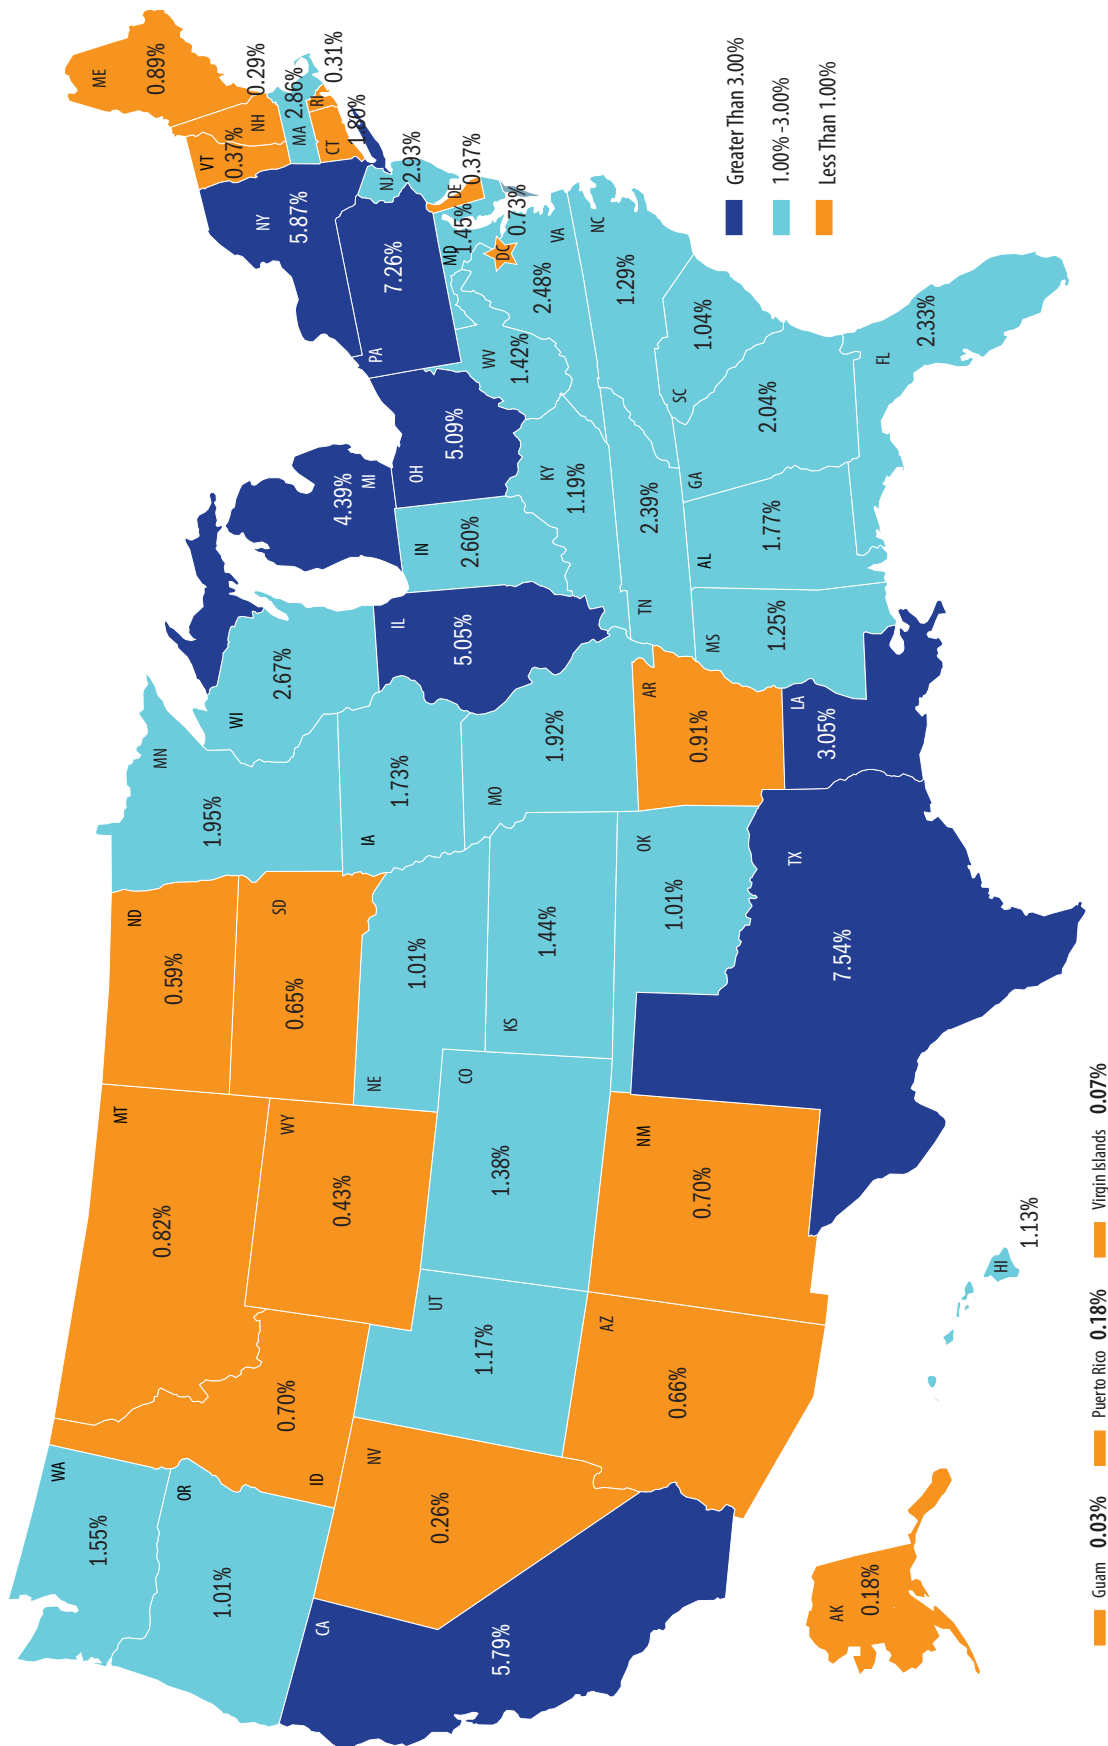 WA
1.55%
OR
1.01%
CA
5.79%
ID
0.70%
NV
0.26%
MT
0.82%
WY
0.43%
UT
1.17%
AZ
0.66%
CO
1.38%
NM
0.70%
ND
0.59%
SD
0.65%
NE
1.01%
KS
1.44%
OK
1.01%
TX
7.54%
MN
1.95%
IA
1.73%
MO
1.92%
AR
0.91%
LA
3.05%
WI
2.67%
IL
5.05%
MI
4.39%
IN
2.60%
OH
5.09%
KY
1.19%
TN
2.39%
MS
1.25%
AL
1.77%
GA
2.04%
FL
2.33%
SC
1.04%
NC
1.29%
VA
2.48%
WV
1.42%
DC
0.73%
MD
1.45%
DE
0.37%
PA
7.26%
NJ
2.93%
NY
5.87%
CT
1.80%
RI
0.31%
MA
2.86%
VT
0.37%
NH
0.29%
ME
0.89%
AK
0.18%
HI
1.13%
Greater Than 3.00%
1.00% -3.00%
Less Than 1.00%
Guam 0.03%
Puerto Rico 0.18%
Virgin Islands 0.07%